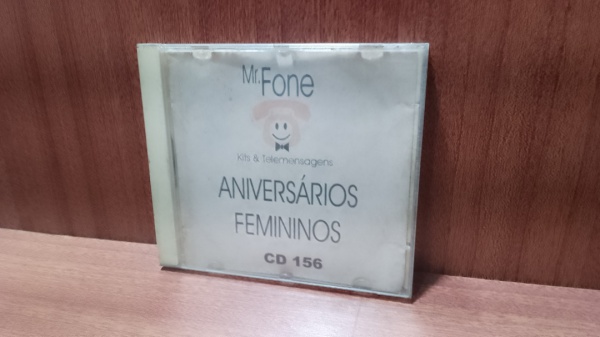 Mr. Fone
Kits & Telemensagens
ANIVERSÁRIOS
FEMININOS
CD 156